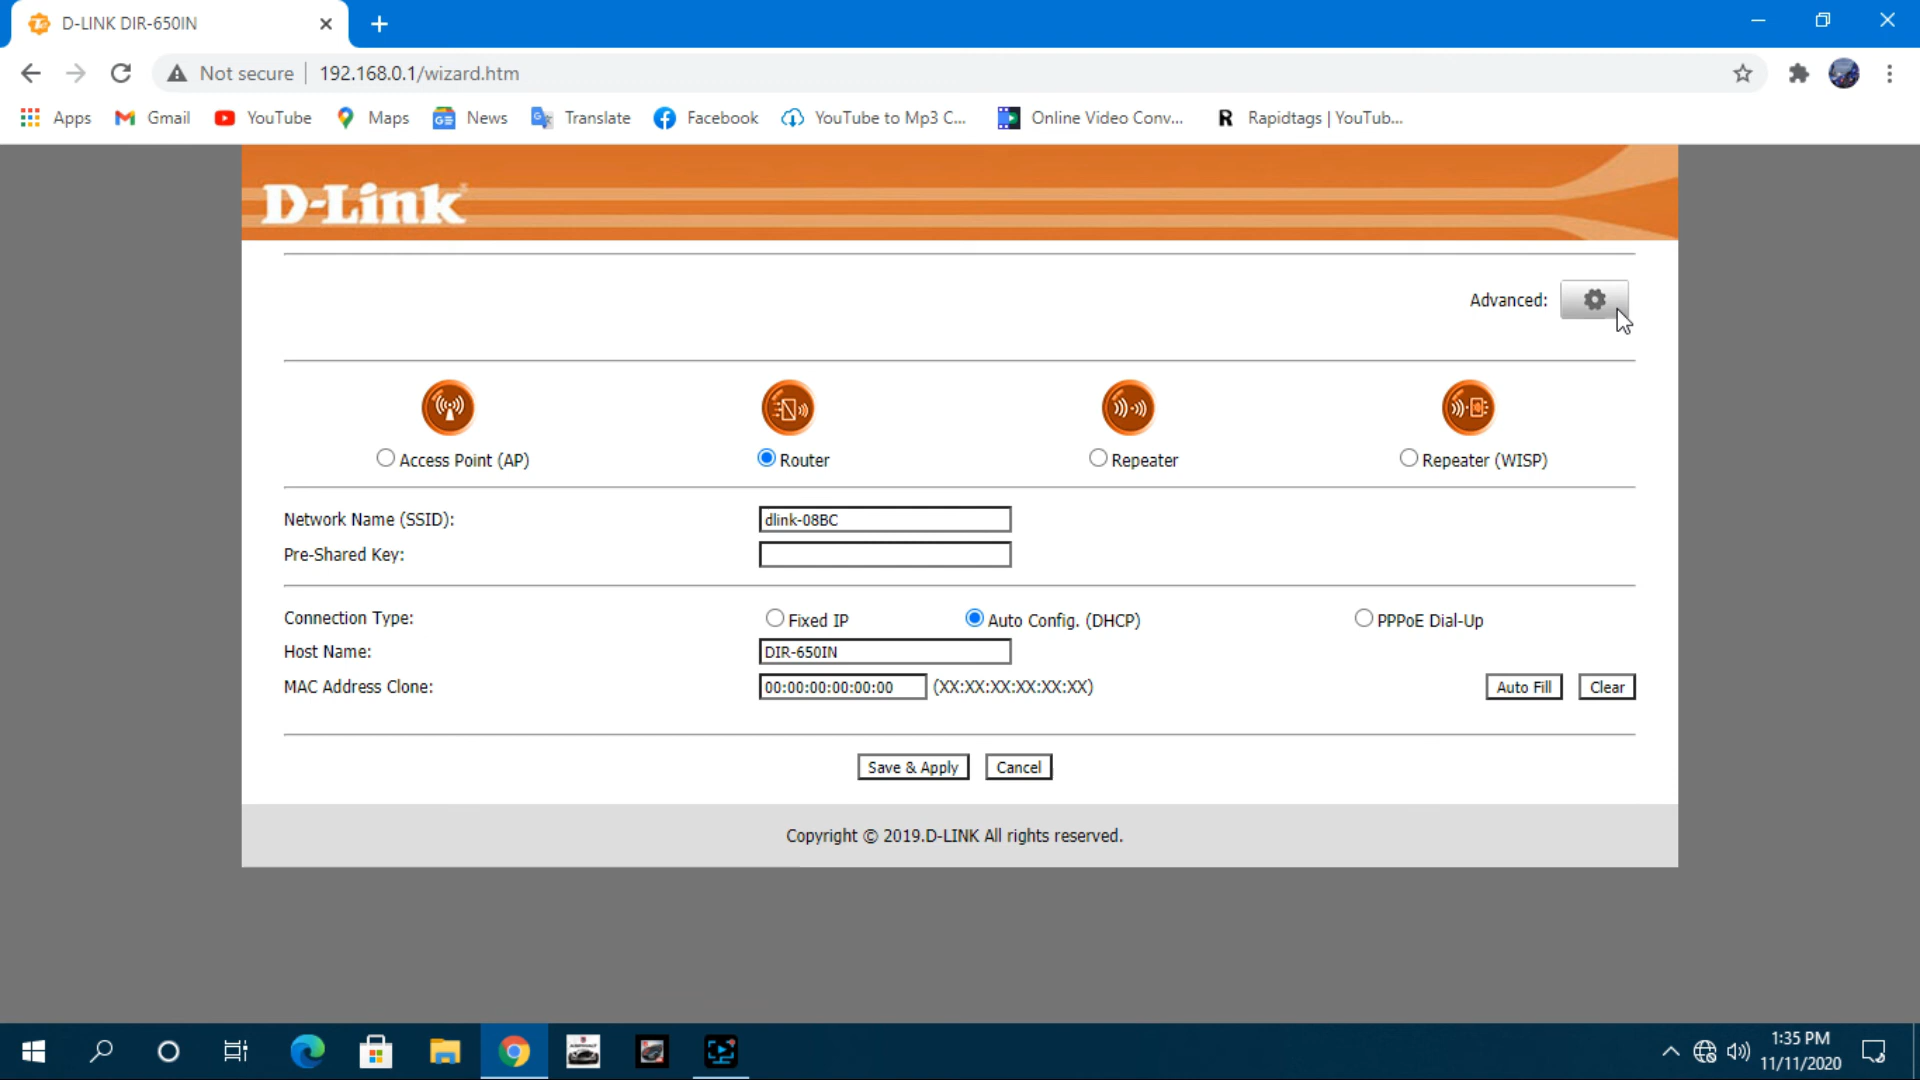 D-LINK DIR-650IN
Not secure
192.168.0.1/wizard.htm
Apps
Gmail
YouTube
Maps
News
Translate
Facebook
YouTube to Mp3 C...
Online Video Conv...
Rapidtags | YouTub...
D-Link
Advanced:
Access Point (AP)
Router
Repeater
Repeater (WISP)
Network Name (SSID):
dlink-08BC
Pre-Shared Key:
Connection Type:
Fixed IP
Auto Config. (DHCP)
PPPoE Dial-Up
Host Name:
DIR-650IN
MAC Address Clone:
00:00:00:00:00:00
(XX:XX:XX:XX:XX:XX)
Auto Fill
Clear
Save & Apply
Cancel
Copyright © 2019.D-LINK All rights reserved.
1:35 PM
11/11/2020